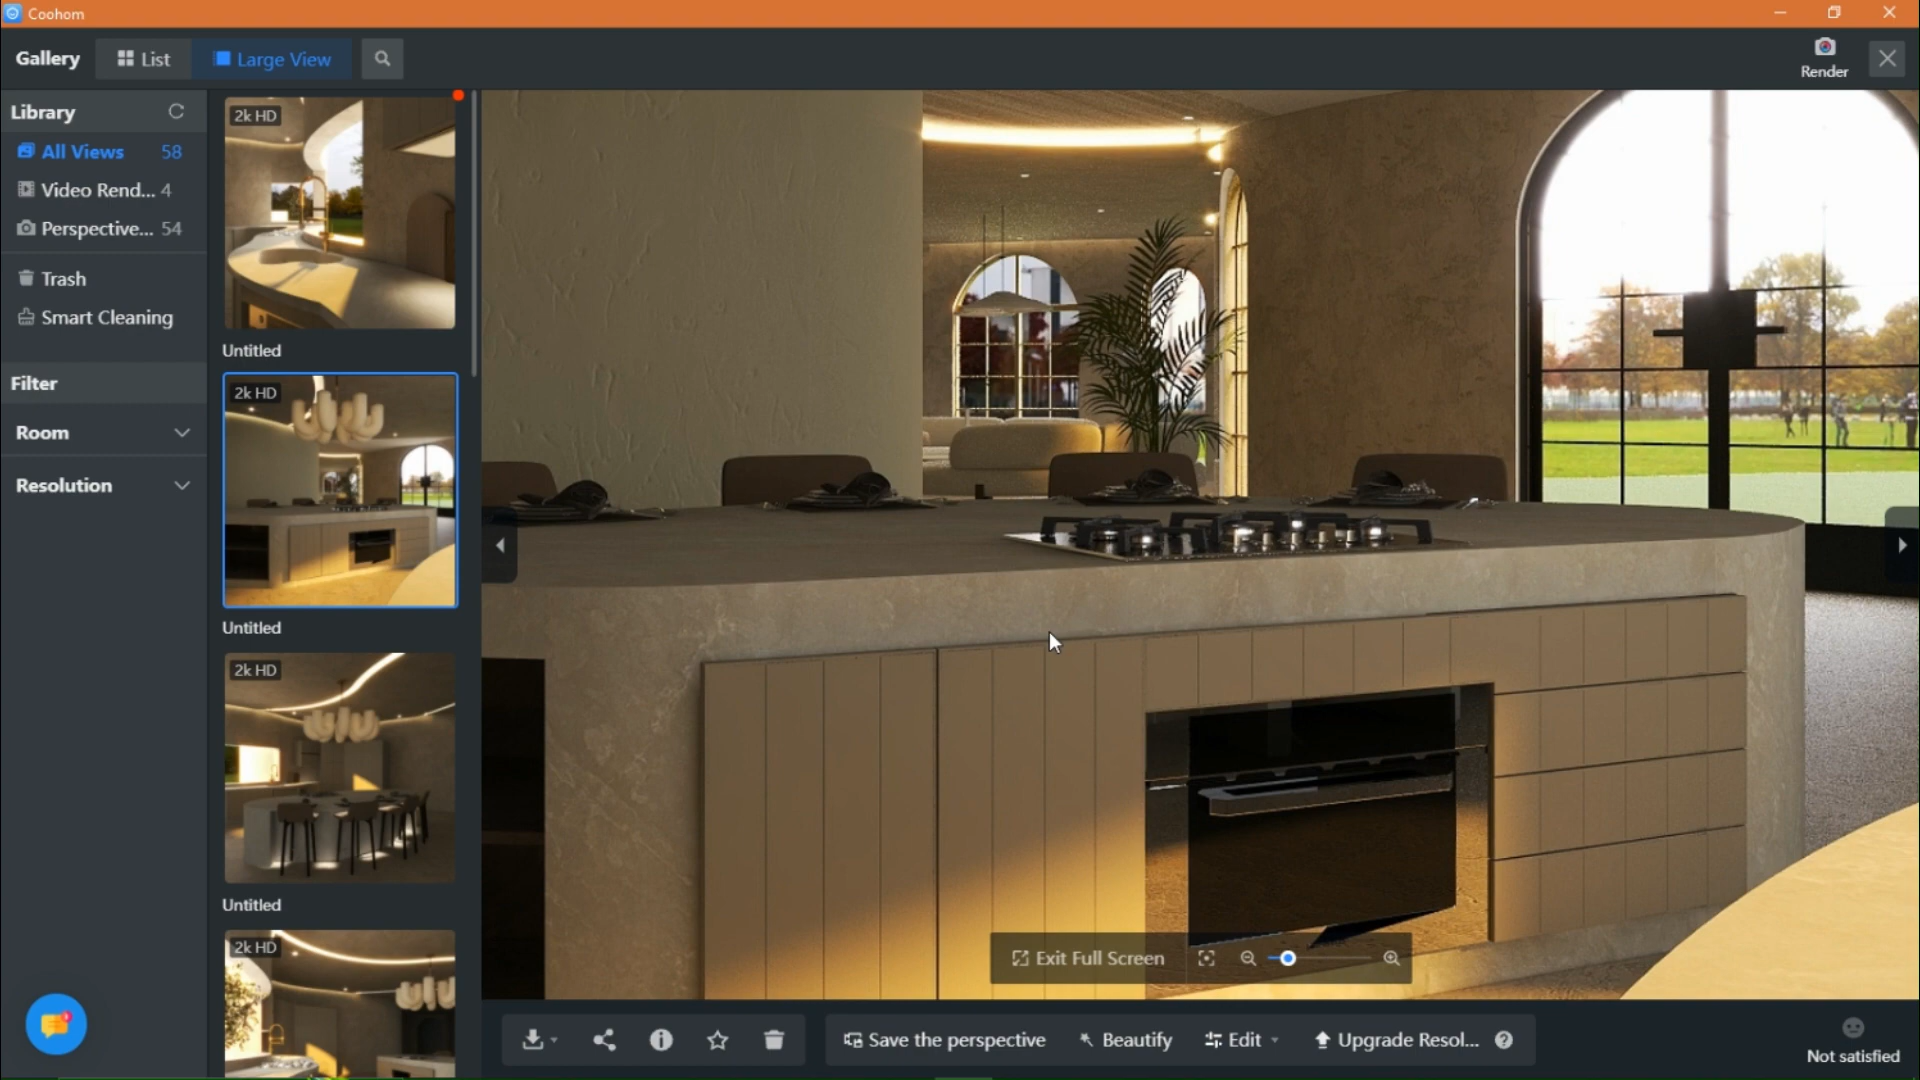 Coohom
Gallery
List
Large View
Render
Library
All Views 58
Video Rend... 4
Perspective... 54
Trash
Smart Cleaning
Filter
Room
Resolution
2k HD
Untitled
2k HD
Untitled
2k HD
Untitled
2k HD
Exit Full Screen
Save the perspective
Beautify
Edit
Upgrade Resol...
Not satisfied